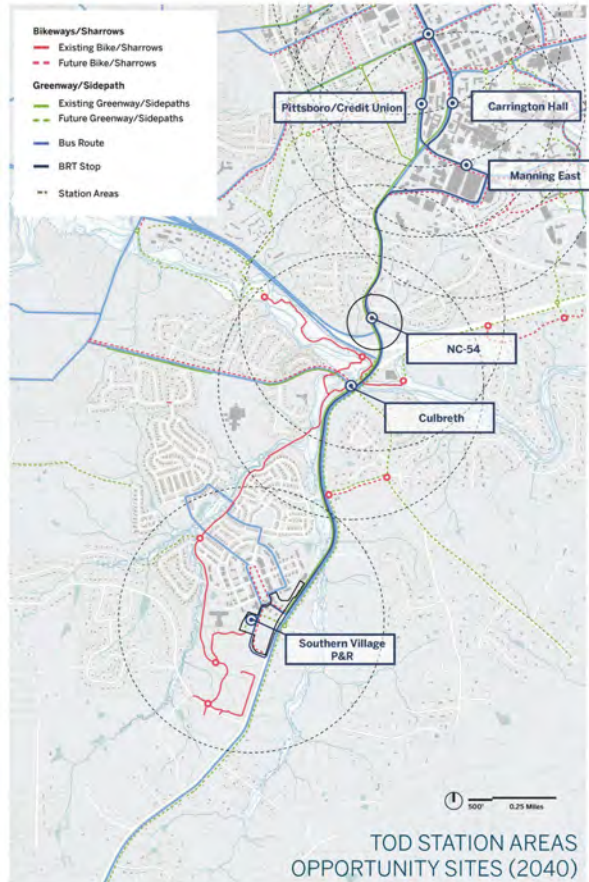 Bikeways/Sharrows
Existing Bike/Sharrows
Future Bike/Sharrows
Greenway/Sidepath
Existing Greenway/Sidepaths
Future Greenway/Sidepaths
Bus Route
BRT Stop
Station Areas
Pittsboro/Credit Union
Carrington Hall
Manning East
NC-54
Culbreth
Southern Village
P&R
500'
0.25 Miles
TOD STATION AREAS
OPPORTUNITY SITES (2040)